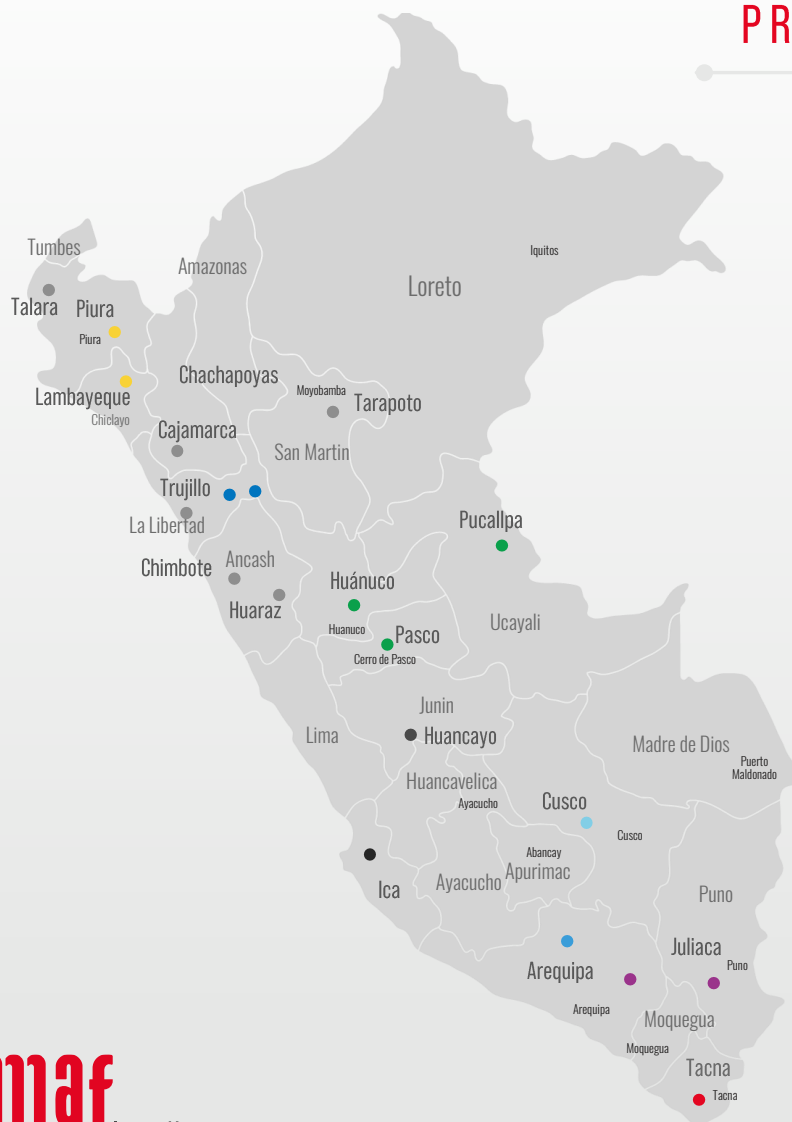 PR
Tumbes
Amazonas
Iquitos
Loreto
Talara
Piura
Piura
Chachapoyas
Lambayeque
Chiclayo
Moyobamba
Tarapoto
Cajamarca
San Martin
Trujillo
La Libertad
Pucallpa
Chimbote
Ancash
Huánuco
Huaraz
Huanuco
Pasco
Cerro de Pasco
Ucayali
Junin
Lima
Huancayo
Madre de Dios
Puerto
Maldonado
Huancavelica
Ayacucho
Cusco
Cusco
Abancay
Apurimac
Ayacucho
Ica
Puno
Juliaca
Puno
Arequipa
Arequipa
Moquegua
Moquegua
Tacna
Tacna
maf